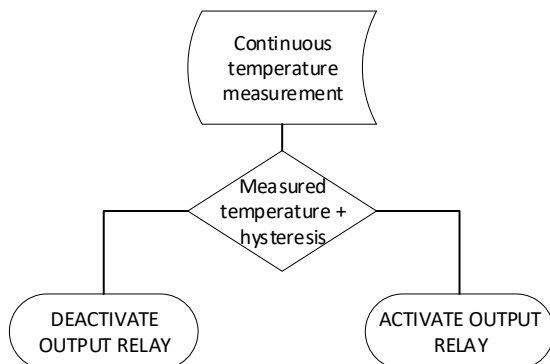 Continuous
temperature
measurement
Measured
temperature +
hysteresis
DEACTIVATE
OUTPUT RELAY
ACTIVATE OUTPUT
RELAY